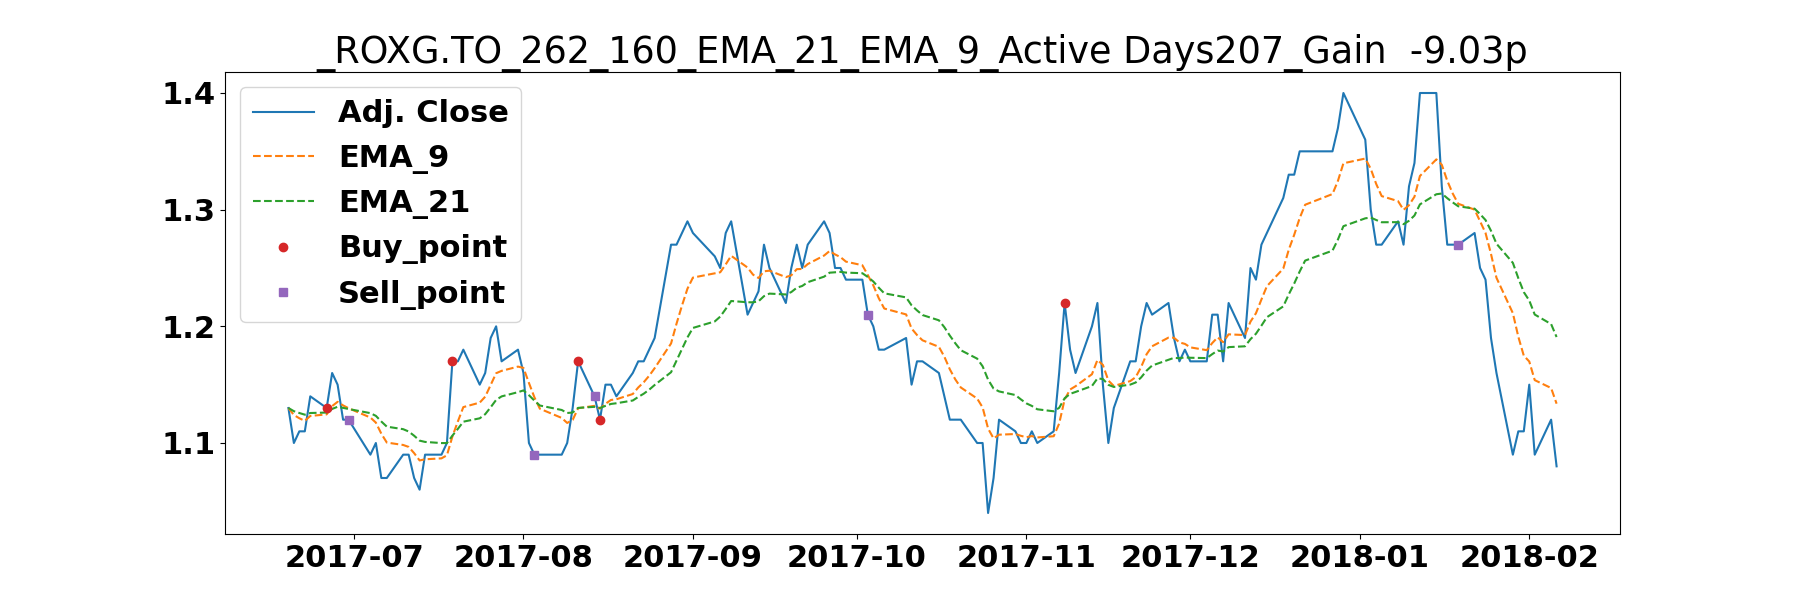 _ROXG.TO_262_160_EMA_21_EMA_9_Active Days207_Gain  -9.03p
1.4
1.3
1.2
1.1
Adj. Close
EMA_9
EMA_21
Buy_point
Sell_point
2017-07 2017-08 2017-09 2017-10 2017-11 2017-12 2018-01 2018-02